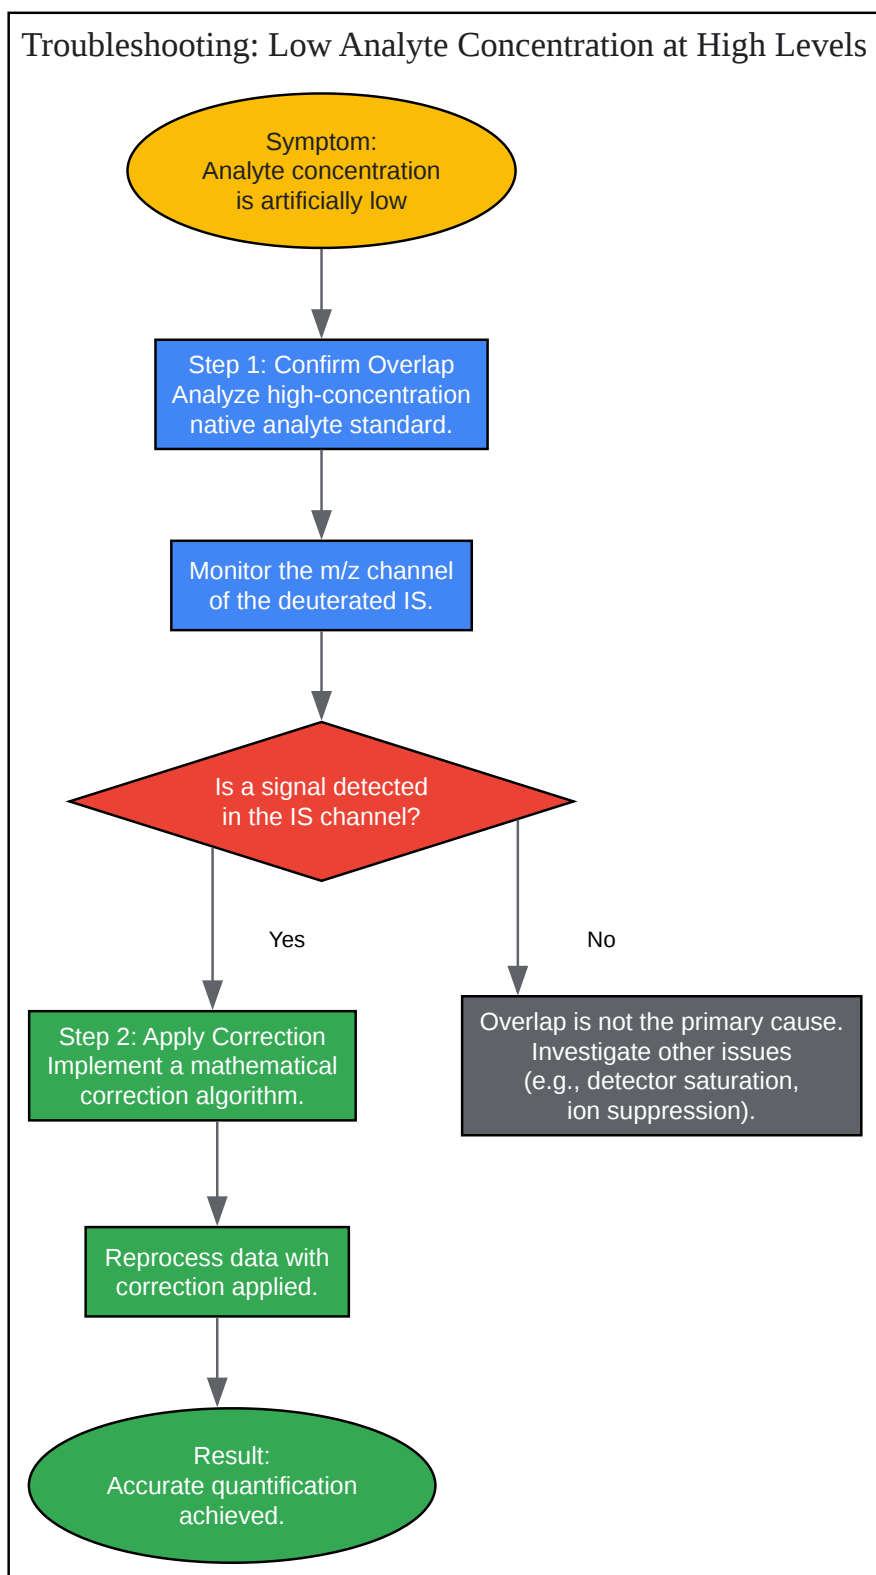 Troubleshooting: Low Analyte Concentration at High Levels
Symptom:
Analyte concentration
is artificially low
Step 1: Confirm Overlap
Analyze high-concentration
native analyte standard.
Monitor the m/z channel
of the deuterated IS.
Is a signal detected
in the IS channel?
Yes
No
Step 2: Apply Correction
Implement a mathematical
correction algorithm.
Overlap is not the primary cause.
Investigate other issues
(e.g., detector saturation,
ion suppression).
Reprocess data with
correction applied.
Result:
Accurate quantification
achieved.